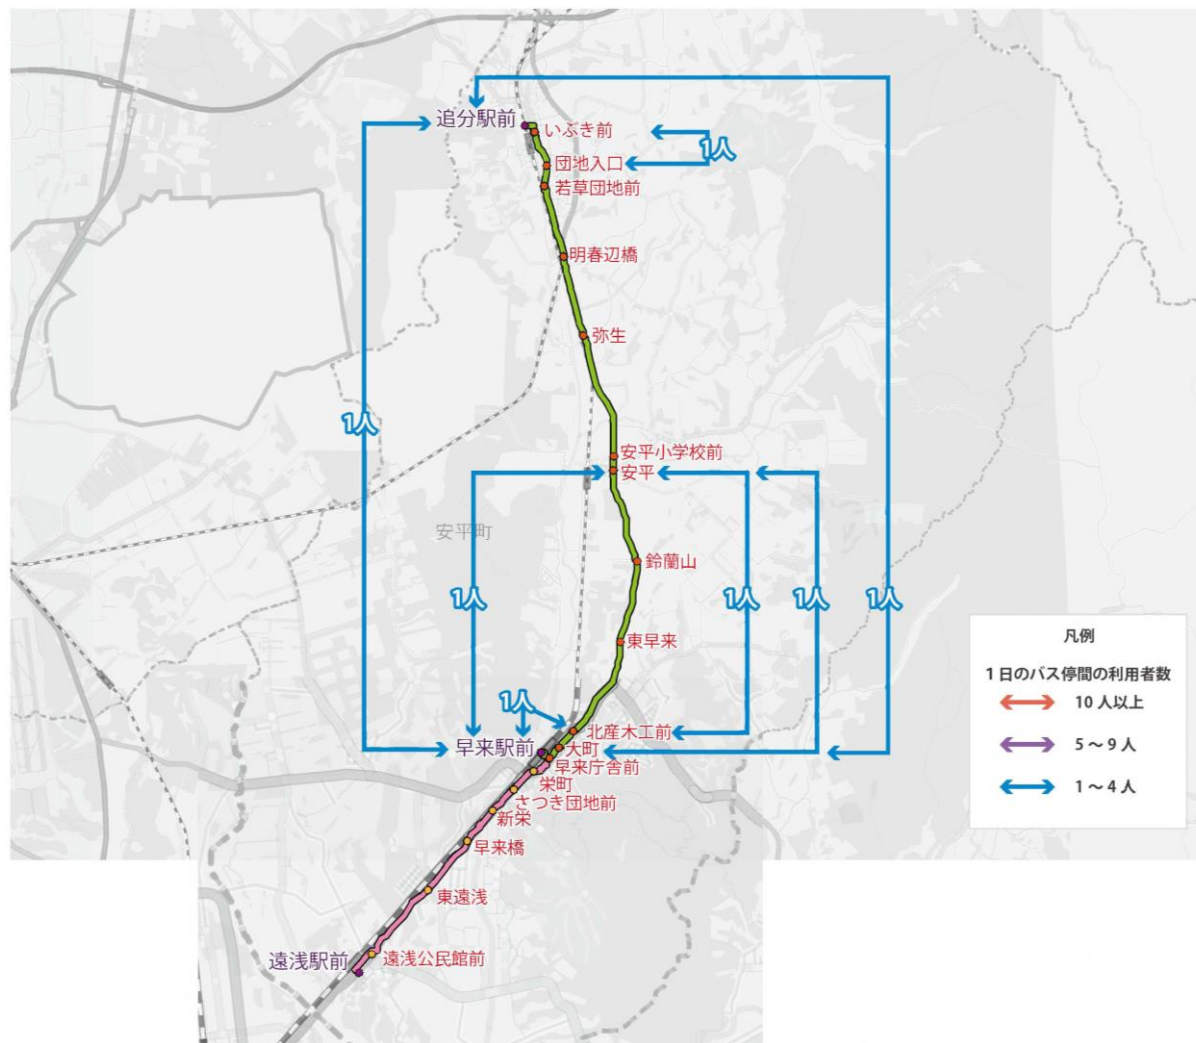 追分駅前
いぶき前
1人
団地入口
若草団地前
明春辺橋
弥生
1人
安平小学校前
安平
安平町
鈴蘭山
1人
1人
1人
1人
東早来
1人
北産木工前
早来駅前
大町
早来庁舎前
栄町
さつき団地前
新栄
早来橋
東遠浅
遠浅駅前
遠浅公民館前
凡例
1日のバス停間の利用者数
10人以上
5～9人
1～4人